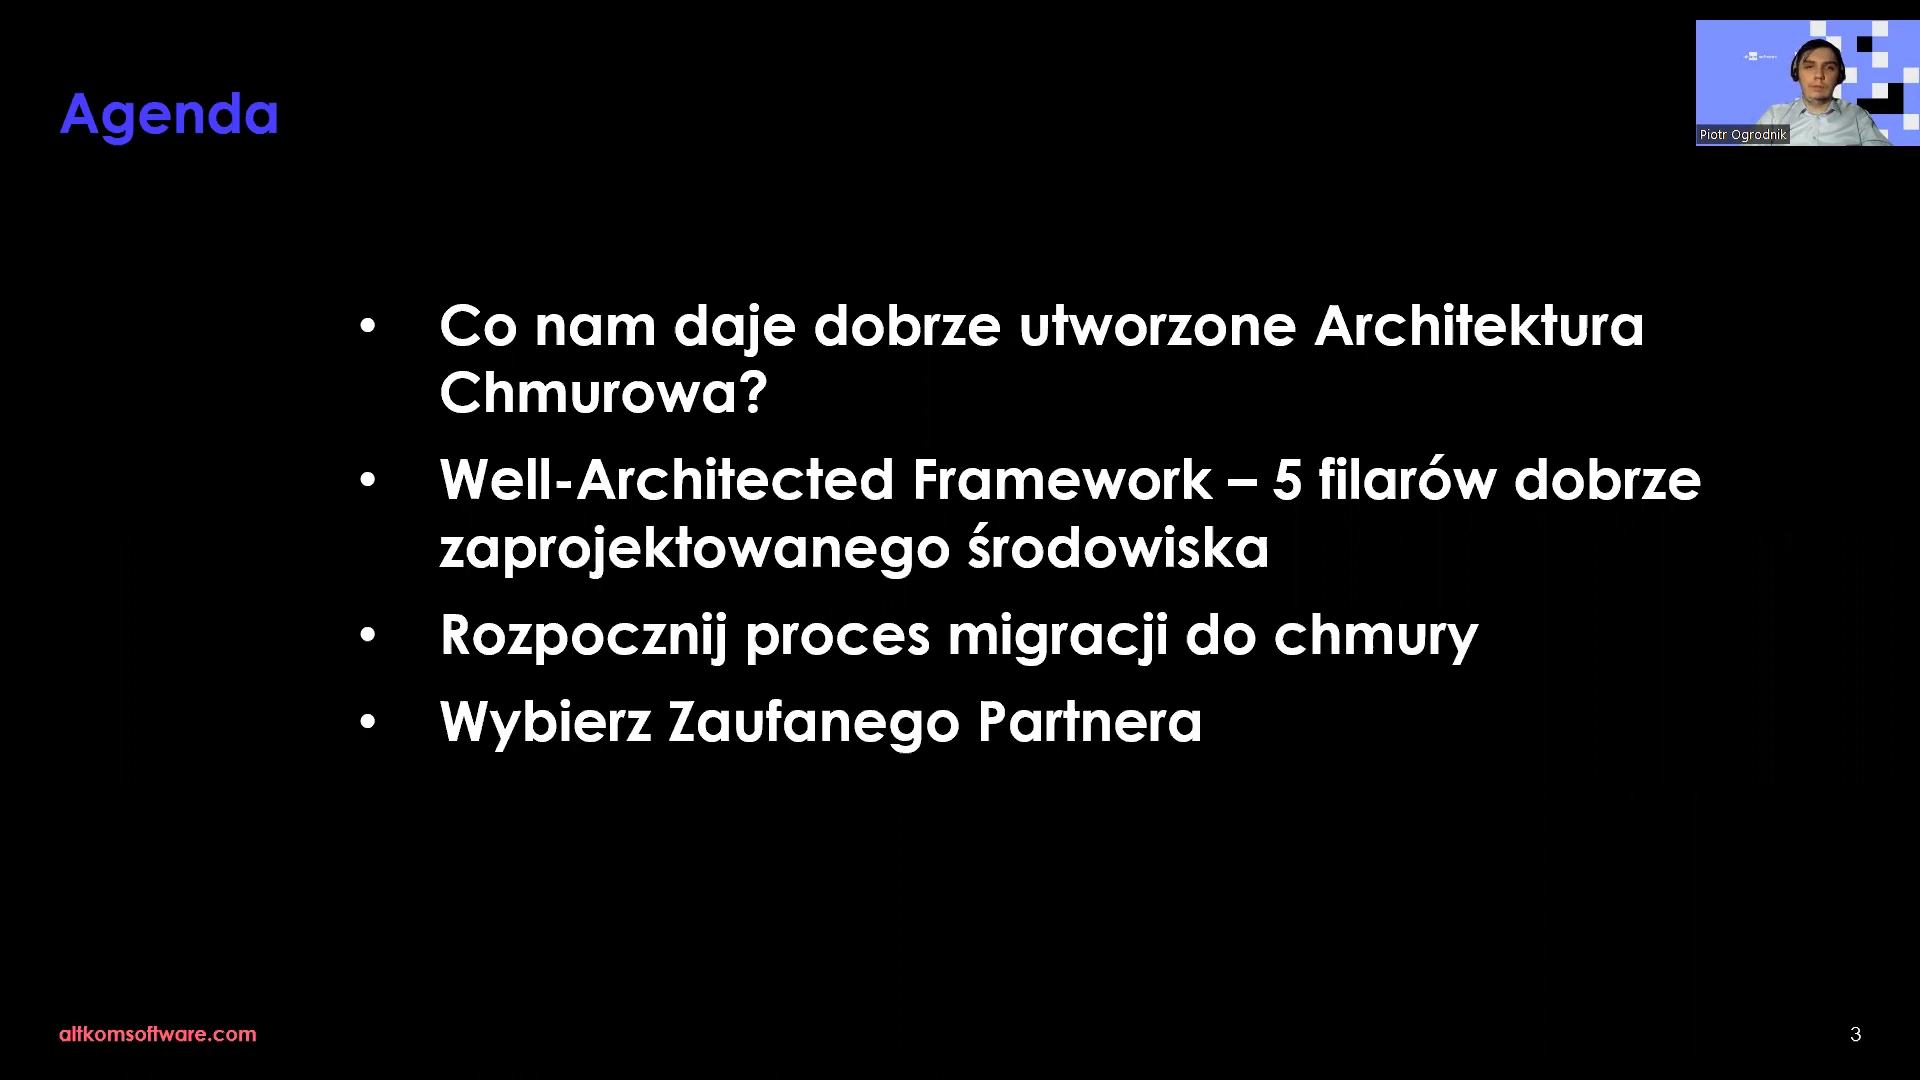 Agenda
Piotr Ogrodnik
• Co nam daje dobrze utworzone Architektura
Chmurowa?
• Well-Architected Framework – 5 filarów dobrze
zaprojektowanego środowiska
• Rozpocznij proces migracji do chmury
• Wybierz Zaufanego Partnera
altkomsoftware.com
3